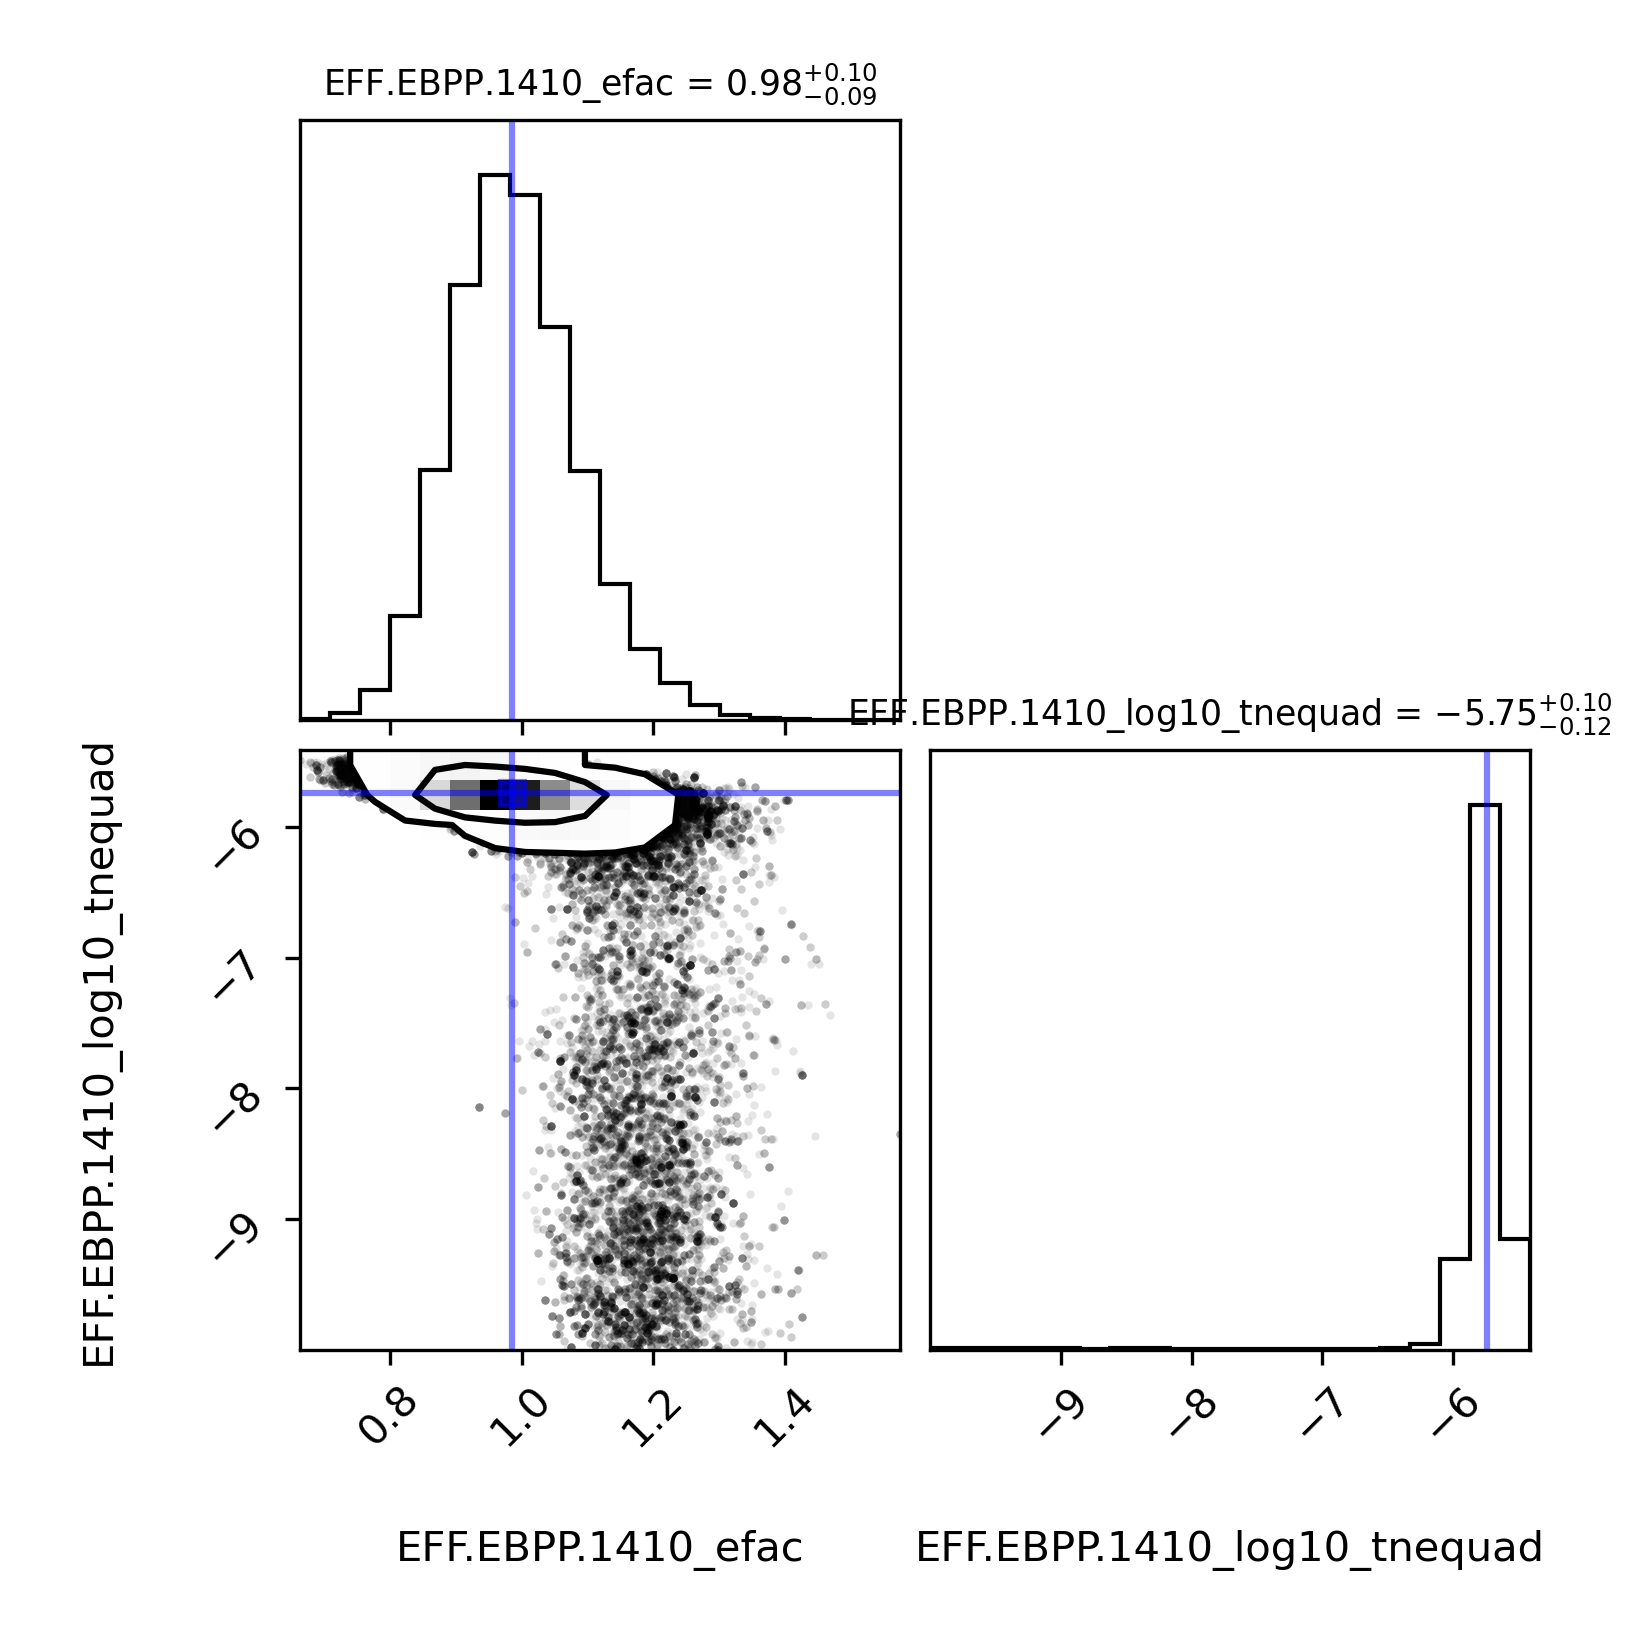 EFF.EBPP.1410_efac = 0.98+0.10 −0.09
EFF.EBPP.1410_log10_tnequad = −5.75+0.10 −0.12
EFF.EBPP.1410_log10_tnequad
−6
−7
−8
−9
0.8 1.0 1.2 1.4
−9 −8 −7 −6
EFF.EBPP.1410_efac
EFF.EBPP.1410_log10_tnequad